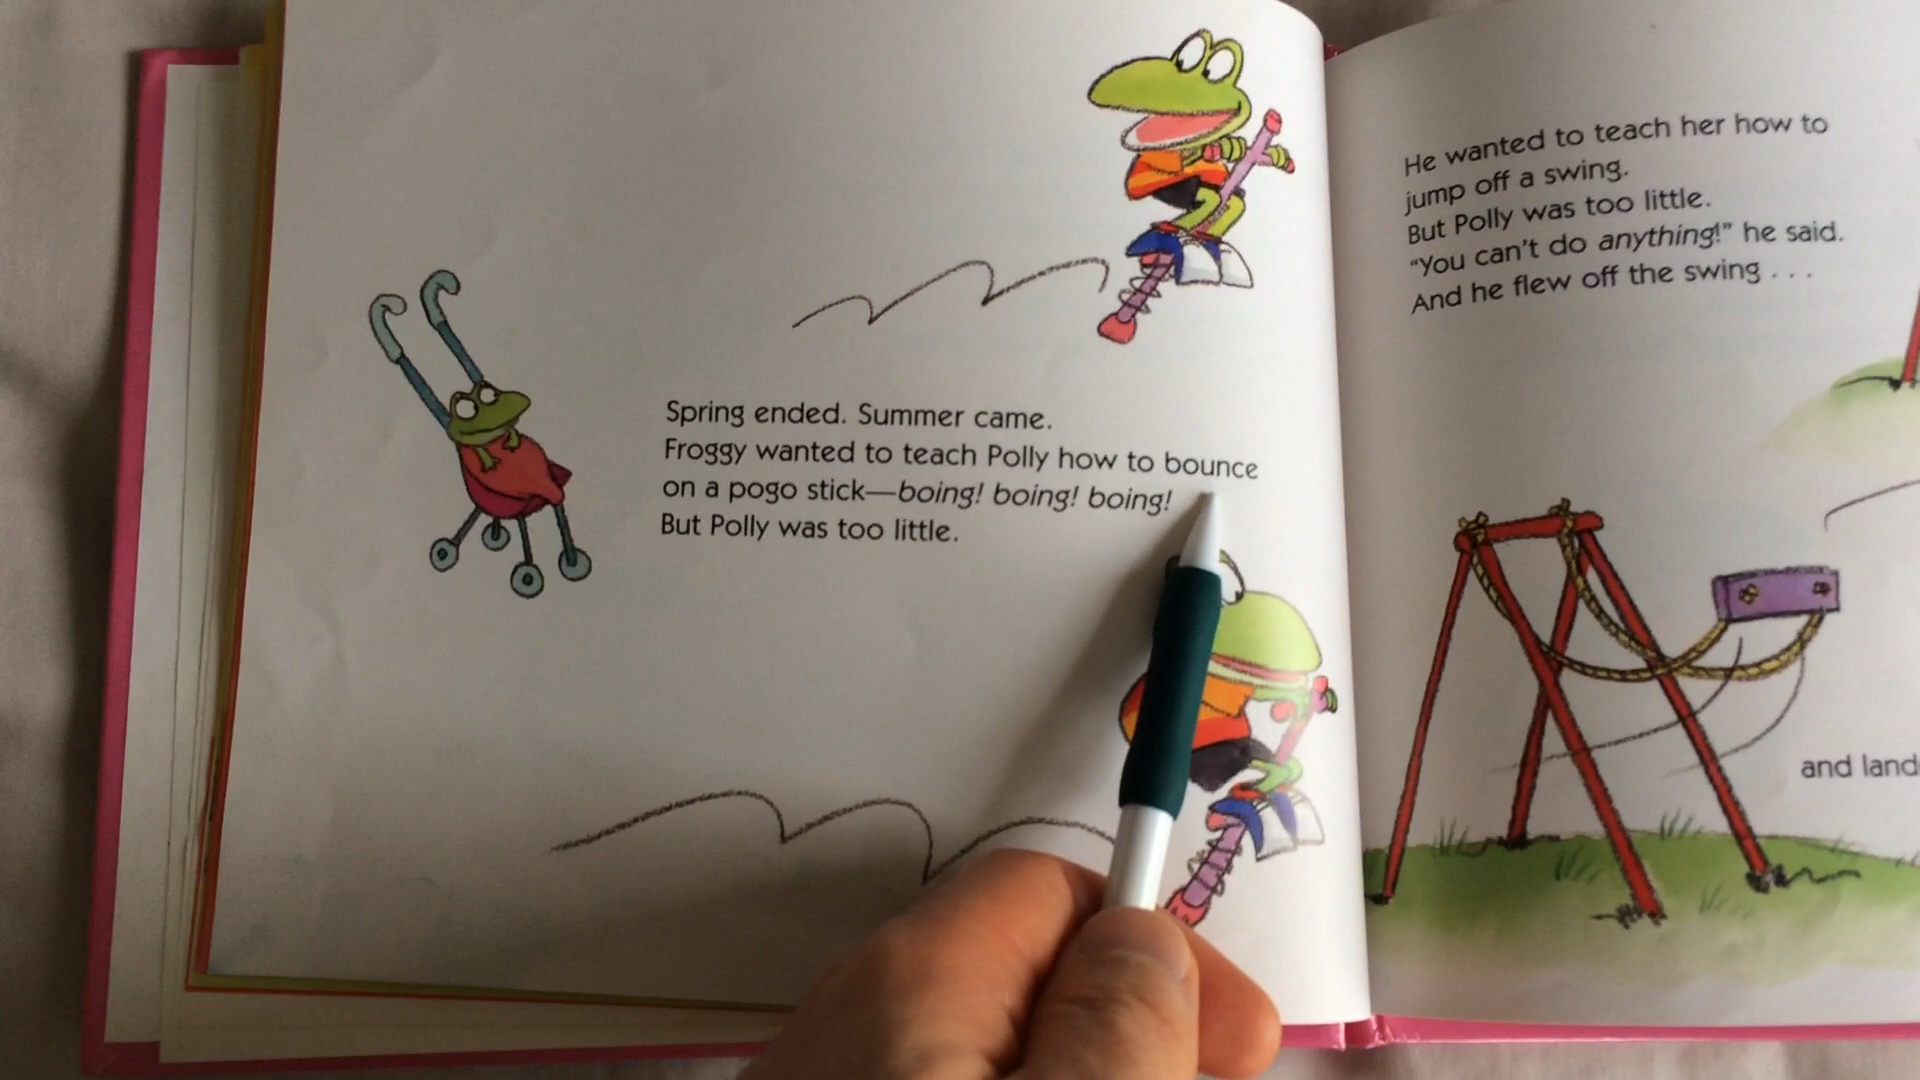 Spring ended. Summer came.
Froggy wanted to teach Polly how to bounce
on a pogo stick—boing! boing! boing!
But Polly was too little.
He wanted to teach her how to
jump off a swing.
But Polly was too little.
"You can't do anything!" he said.
And he flew off the swing . . .
and